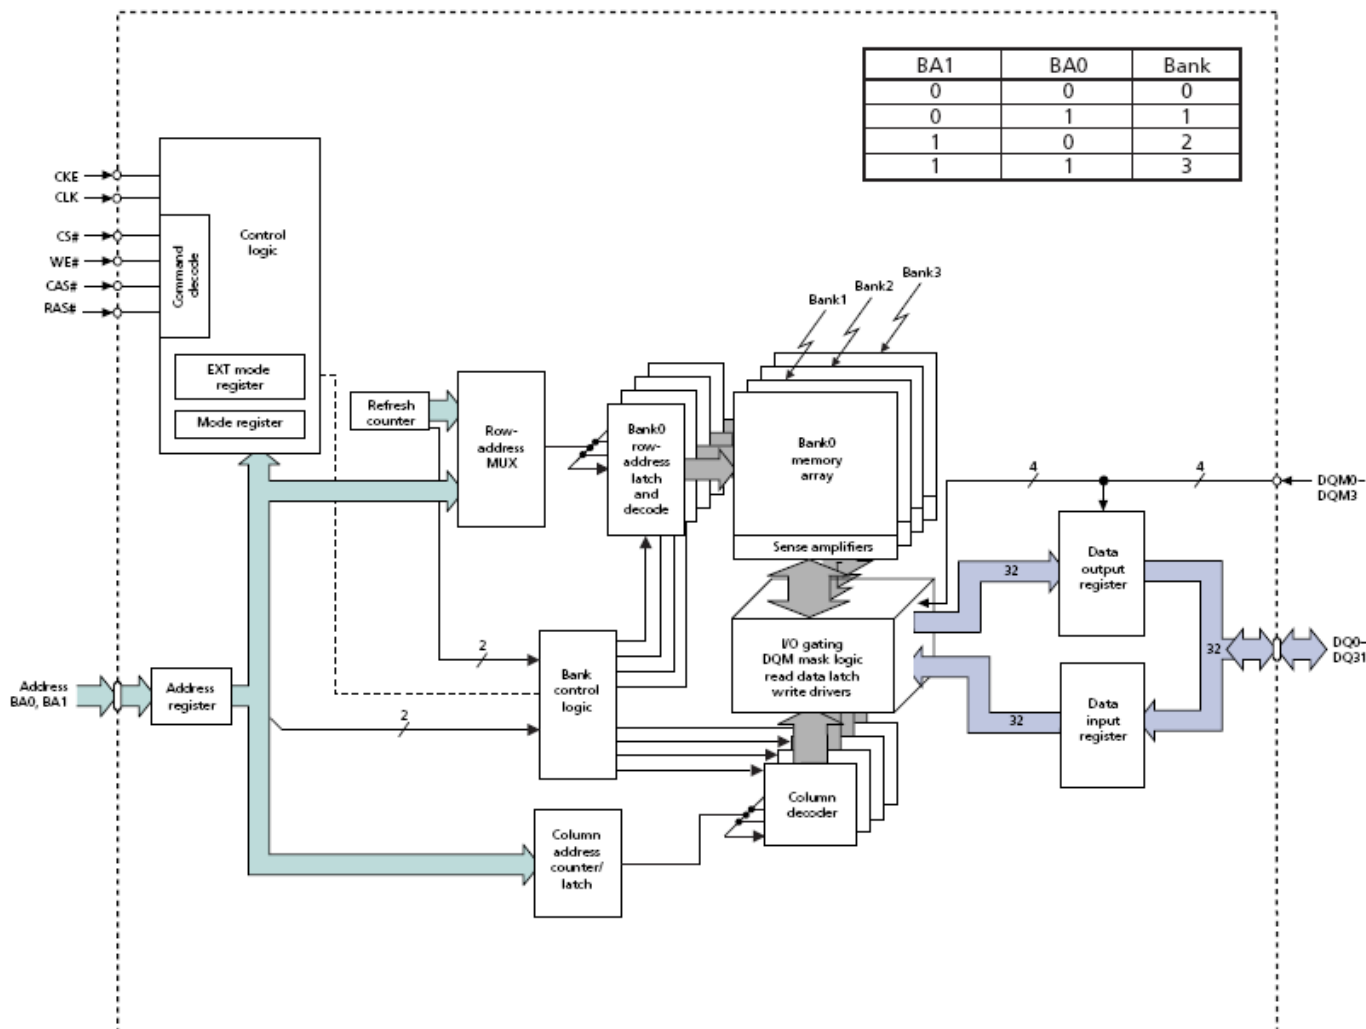 BA1 BA0 Bank
0 0 0
0 1 1
1 0 2
1 1 3
CKE
CLK
CS#
WE#
CAS#
RAS#
Command
decode
Control
logic
EXT mode
register
Mode register
Refresh
counter
Row-
address
MUX
Bank0
row-
address
latch
and
decode
Bank1
Bank2
Bank3
Bank0
memory
array
Sense amplifiers
4
4
DQM0–
DQM3
Data
output
register
32
32
32
DQ0–
DQ31
Data
input
register
I/O gating
DQM mask logic
read data latch
write drivers
2
2
Bank
control
logic
Address
BA0, BA1
Address
register
Column
decoder
Column
address
counter/
latch